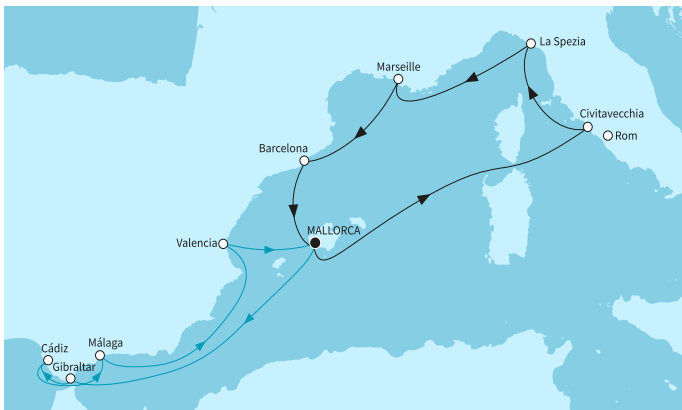 La Spezia
Marseille
Civitavecchia
Rom
Barcelona
MALLORCA
Valencia
Málaga
Cádiz
Gibraltar